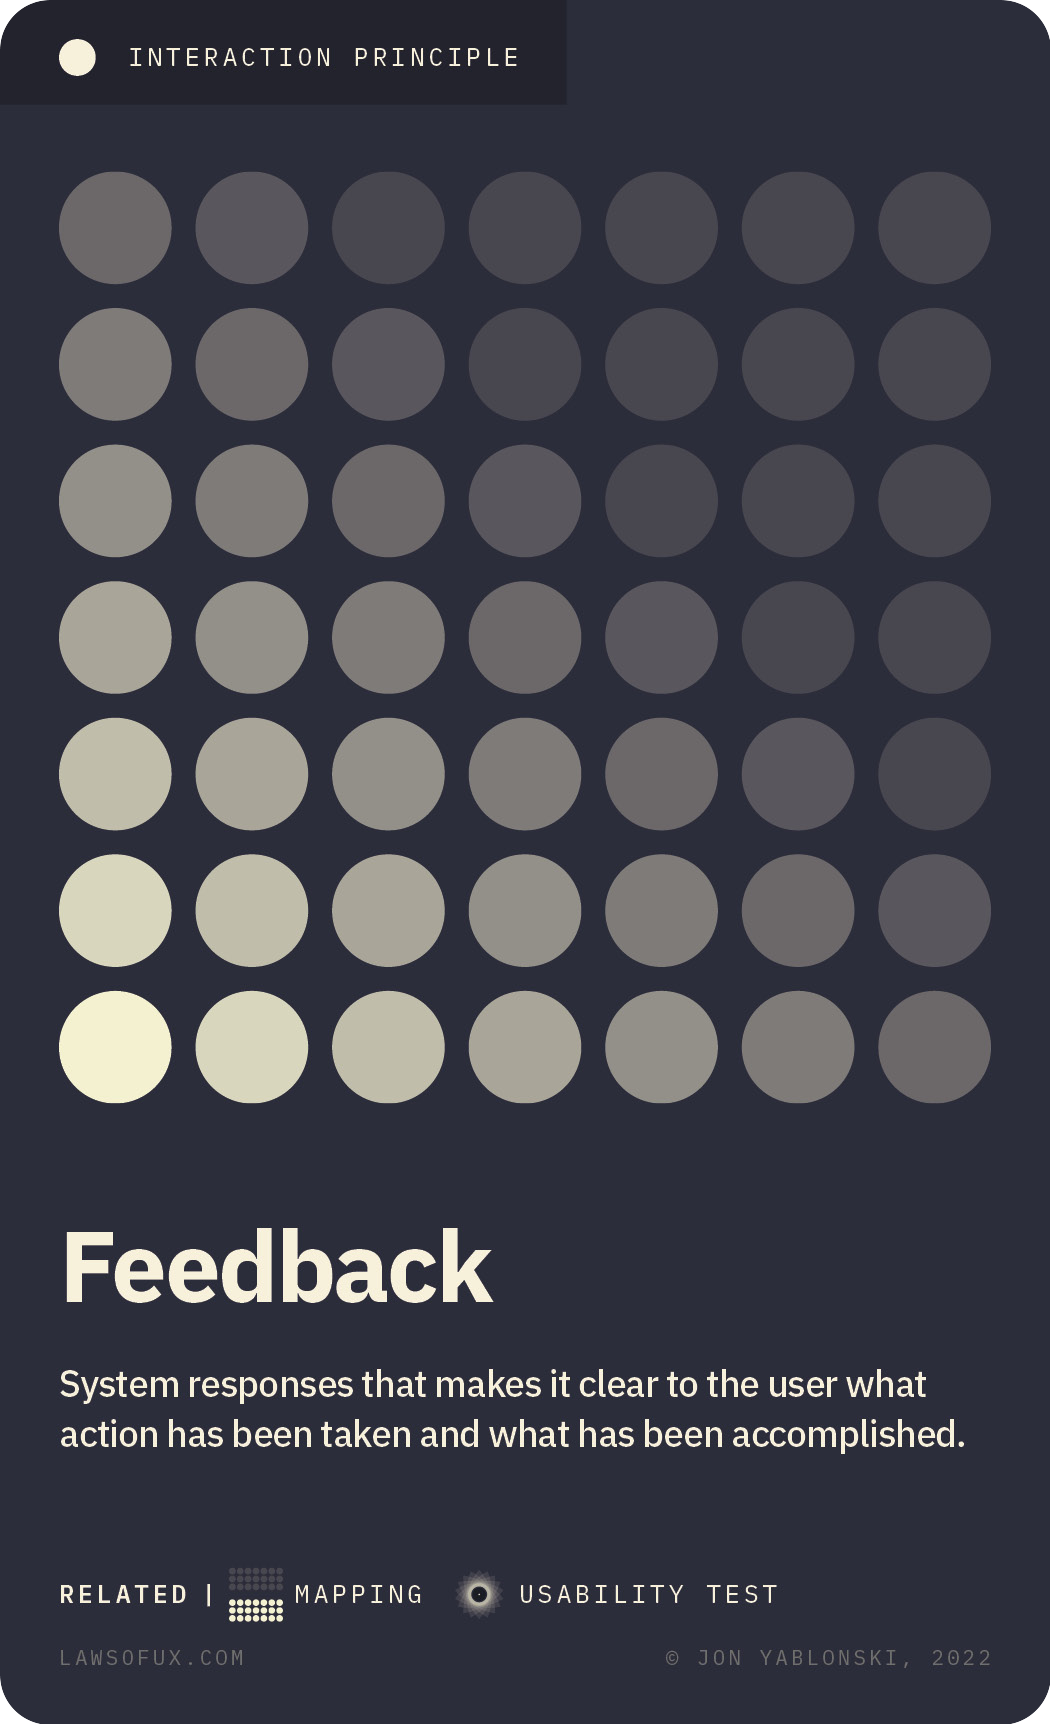 INTERACTION PRINCIPLE
Feedback
System responses that makes it clear to the user what
action has been taken and what has been accomplished.
RELATED | MAPPING USABILITY TEST
LAWSOFUX.COM © JON YABLONSKI, 2022